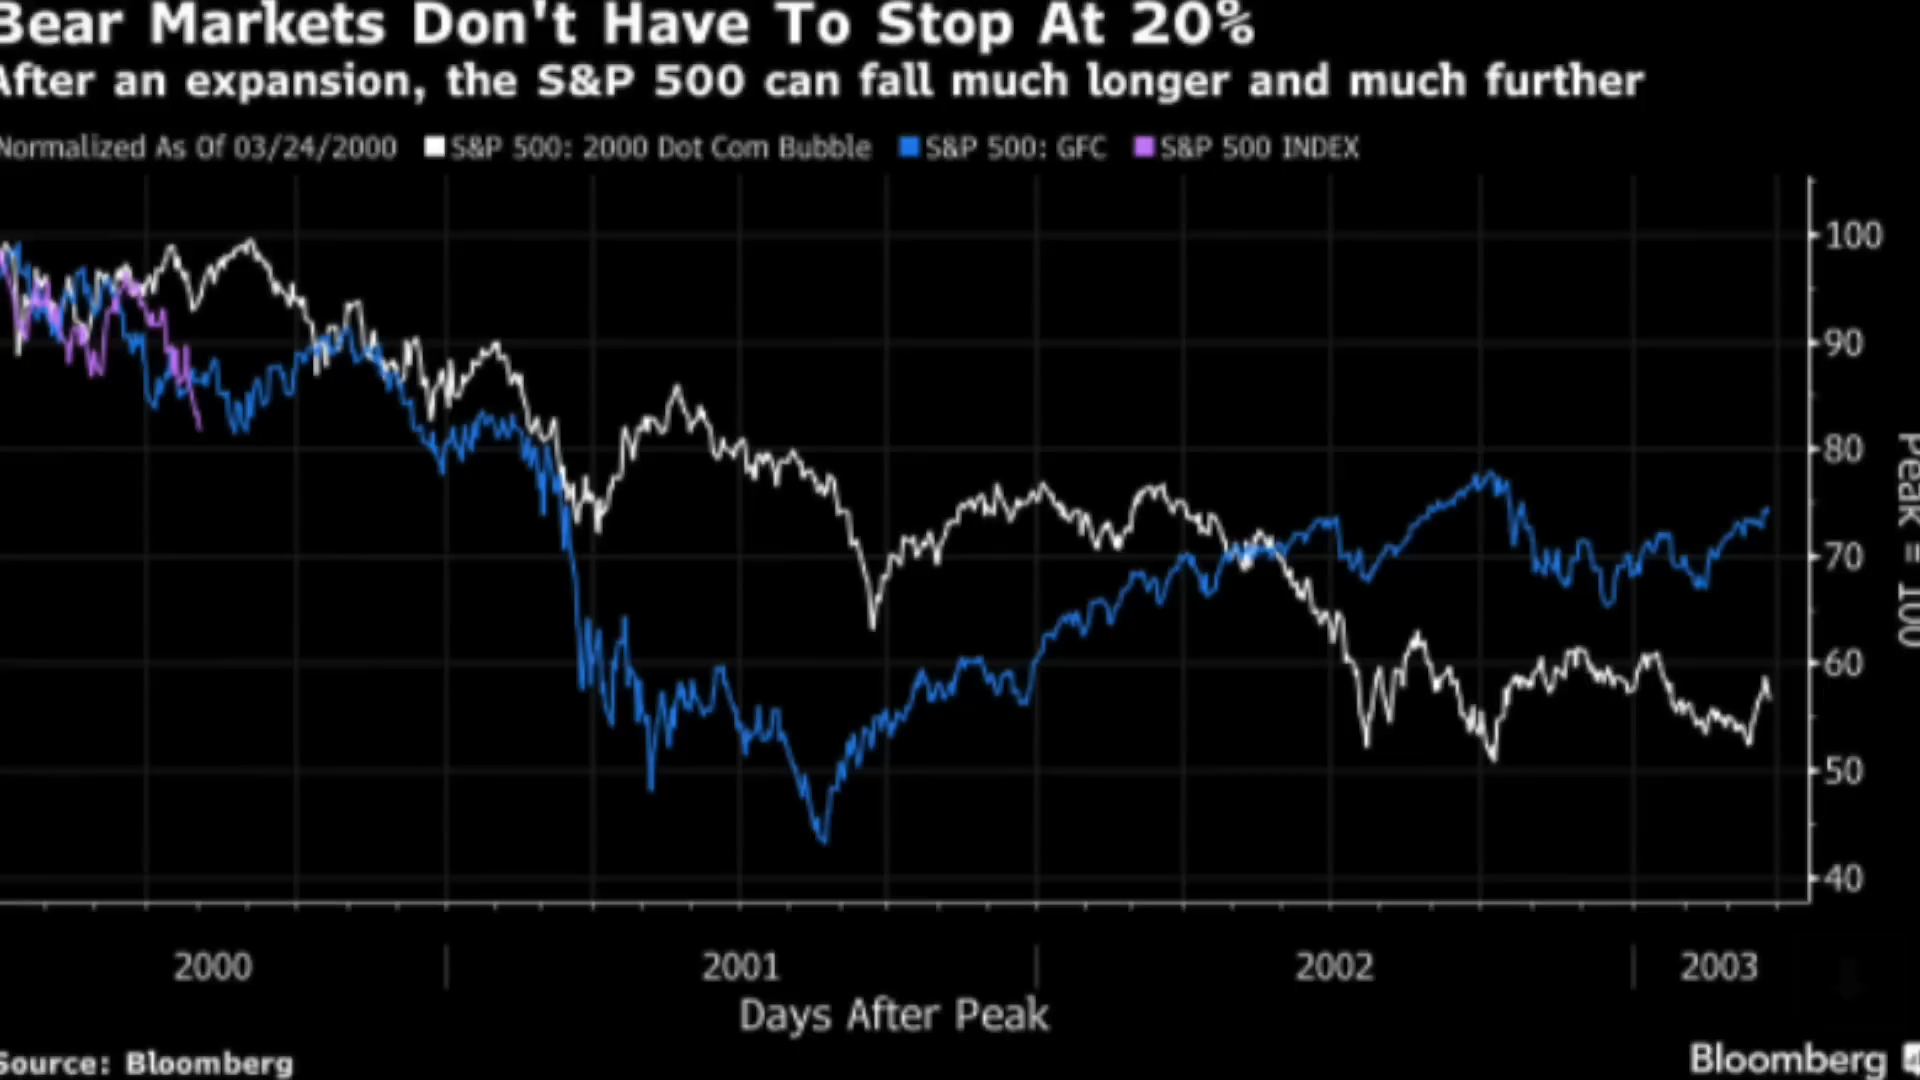 Bear Markets Don't Have To Stop At 20%
After an expansion, the S&P 500 can fall much longer and much further
Normalized As Of 03/24/2000 S&P 500: 2000 Dot Com Bubble S&P 500: GFC S&P 500 INDEX
100
90
80
70
60
50
40
Peak = 100
2000 2001 2002 2003
Days After Peak
Source: Bloomberg
Bloomberg